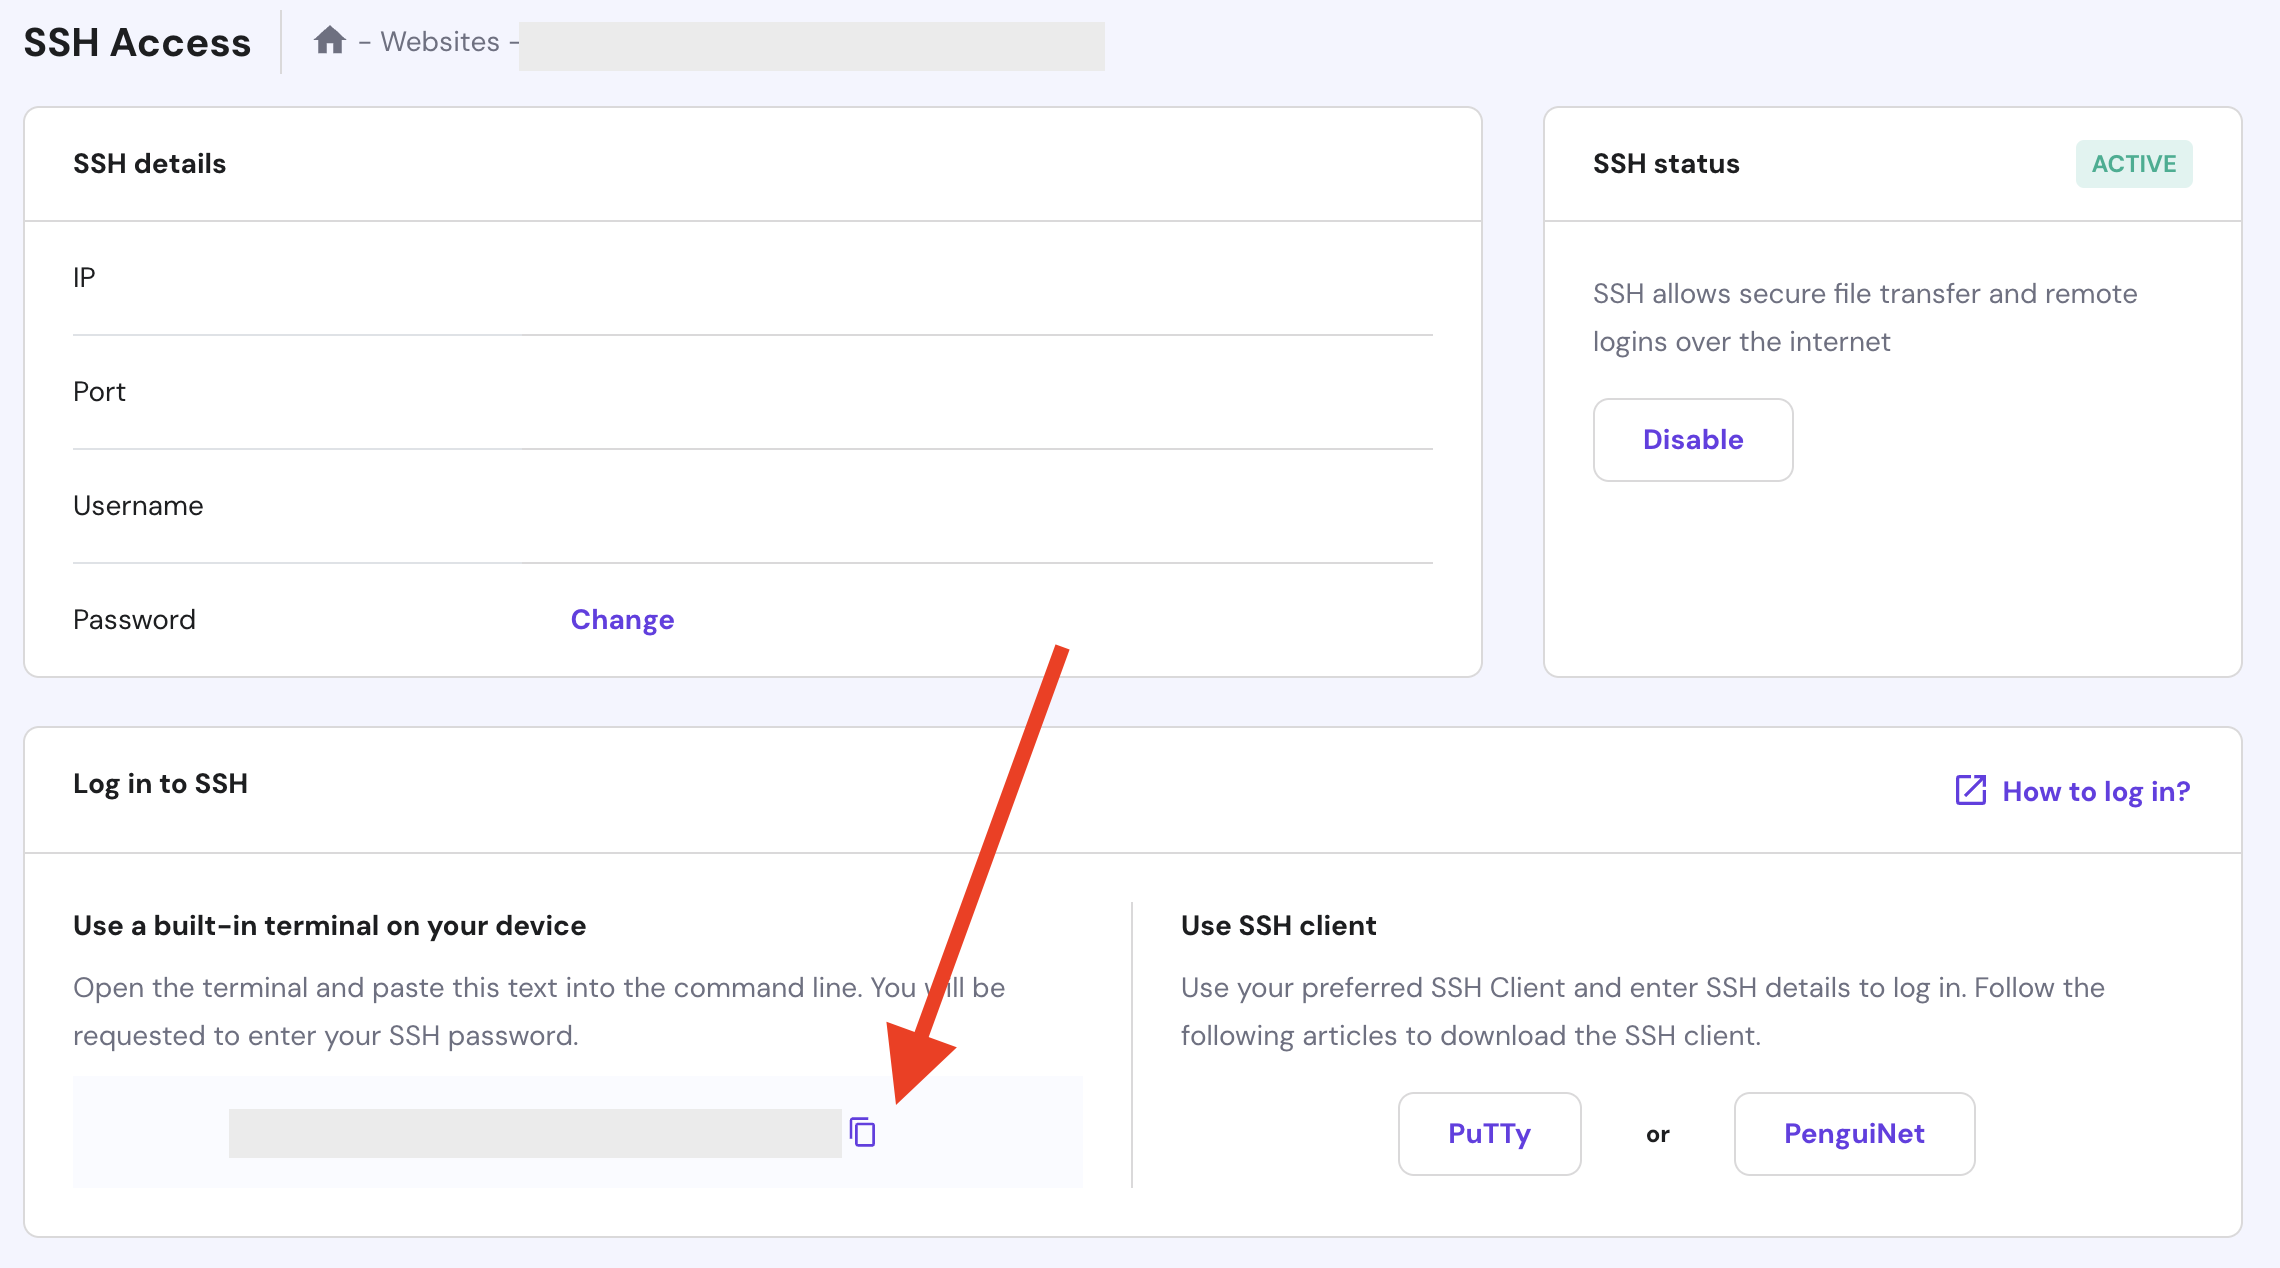 SSH Access
- Websites -
SSH details
IP
Port
Username
Password
Change
SSH status
ACTIVE
SSH allows secure file transfer and remote
logins over the internet
Disable
Log in to SSH
How to log in?
Use a built-in terminal on your device
Open the terminal and paste this text into the command line. You will be
requested to enter your SSH password.
Use SSH client
Use your preferred SSH Client and enter SSH details to log in. Follow the
following articles to download the SSH client.
PuTTy
or
PenguiNet